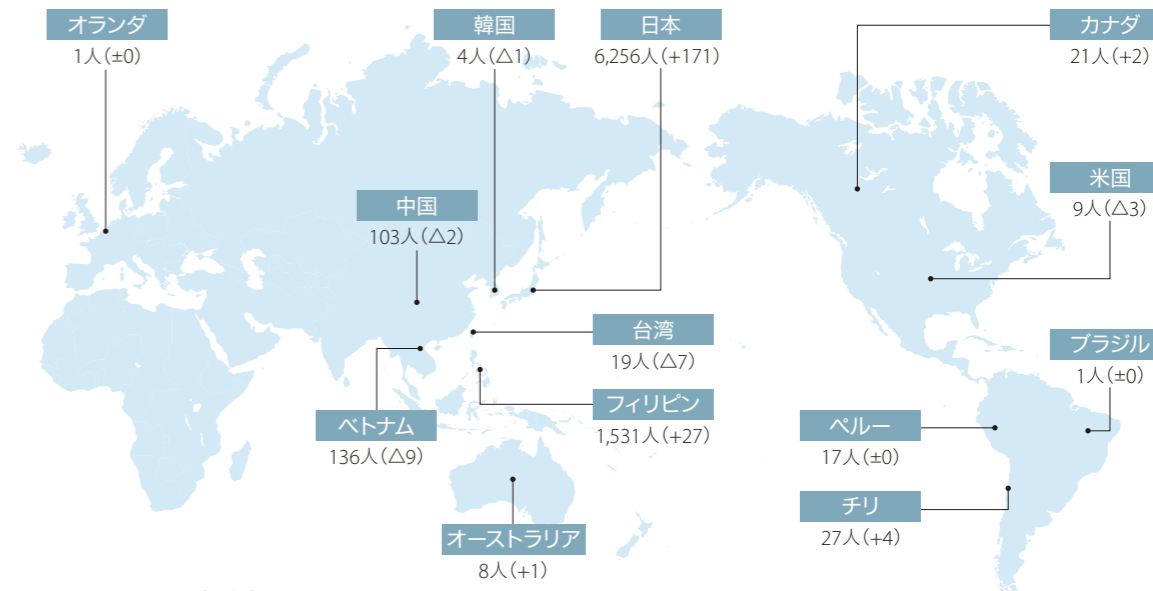 オランダ
1人(±0)
韓国
4人(△1)
日本
6,256人(+171)
カナダ
21人(+2)
米国
9人(△3)
中国
103人(△2)
台湾
19人(△7)
ブラジル
1人(±0)
フィリピン
1,531人(+27)
ベトナム
136人(△9)
ペルー
17人(±0)
チリ
27人(+4)
オーストラリア
8人(+1)